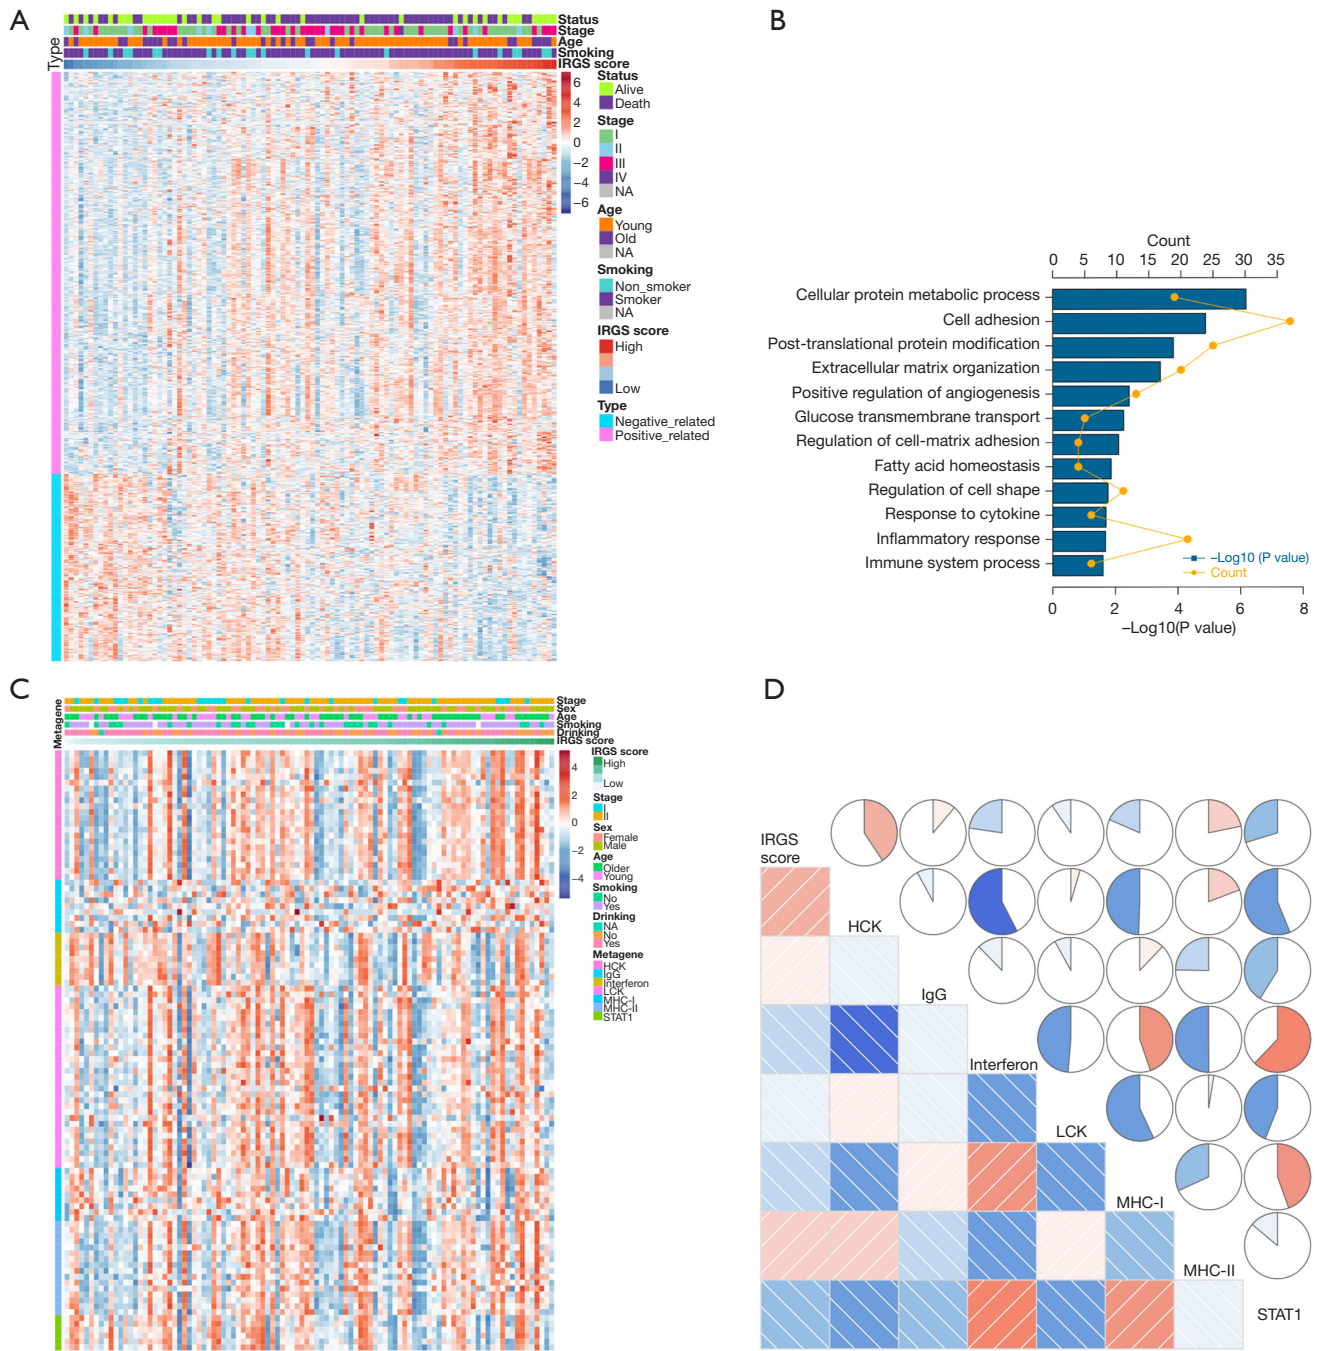 A
Type
Status
Stage
Age
Smoking
IRGS score
6
4
2
0
−2
−4
−6
Status
Alive
Death
Stage
I
II
III
IV
NA
Age
Young
Old
NA
Smoking
Non_smoker
Smoker
NA
IRGS score
High
Low
Type
Negative_related
Positive_related
B
Count
0 5 10 15 20 25 30 35
Cellular protein metabolic process
Cell adhesion
Post-translational protein modification
Extracellular matrix organization
Positive regulation of angiogenesis
Glucose transmembrane transport
Regulation of cell-matrix adhesion
Fatty acid homeostasis
Regulation of cell shape
Response to cytokine
Inflammatory response
Immune system process
−Log10 (P value)
Count
0 2 4 6 8
−Log10(P value)
C
Metagene
Stage
Sex
Age
Smoking
Drinking
IRGS score
4
2
0
−2
−4
IRGS score
High
Low
Stage
I
II
Sex
Female
Male
Age
Older
Young
Smoking
No
Yes
Drinking
NA
No
Yes
Metagene
HCK
IgG
Interferon
LCK
MHC-I
MHC-II
STAT1
D
IRGS
score
HCK
IgG
Interferon
LCK
MHC-I
MHC-II
STAT1